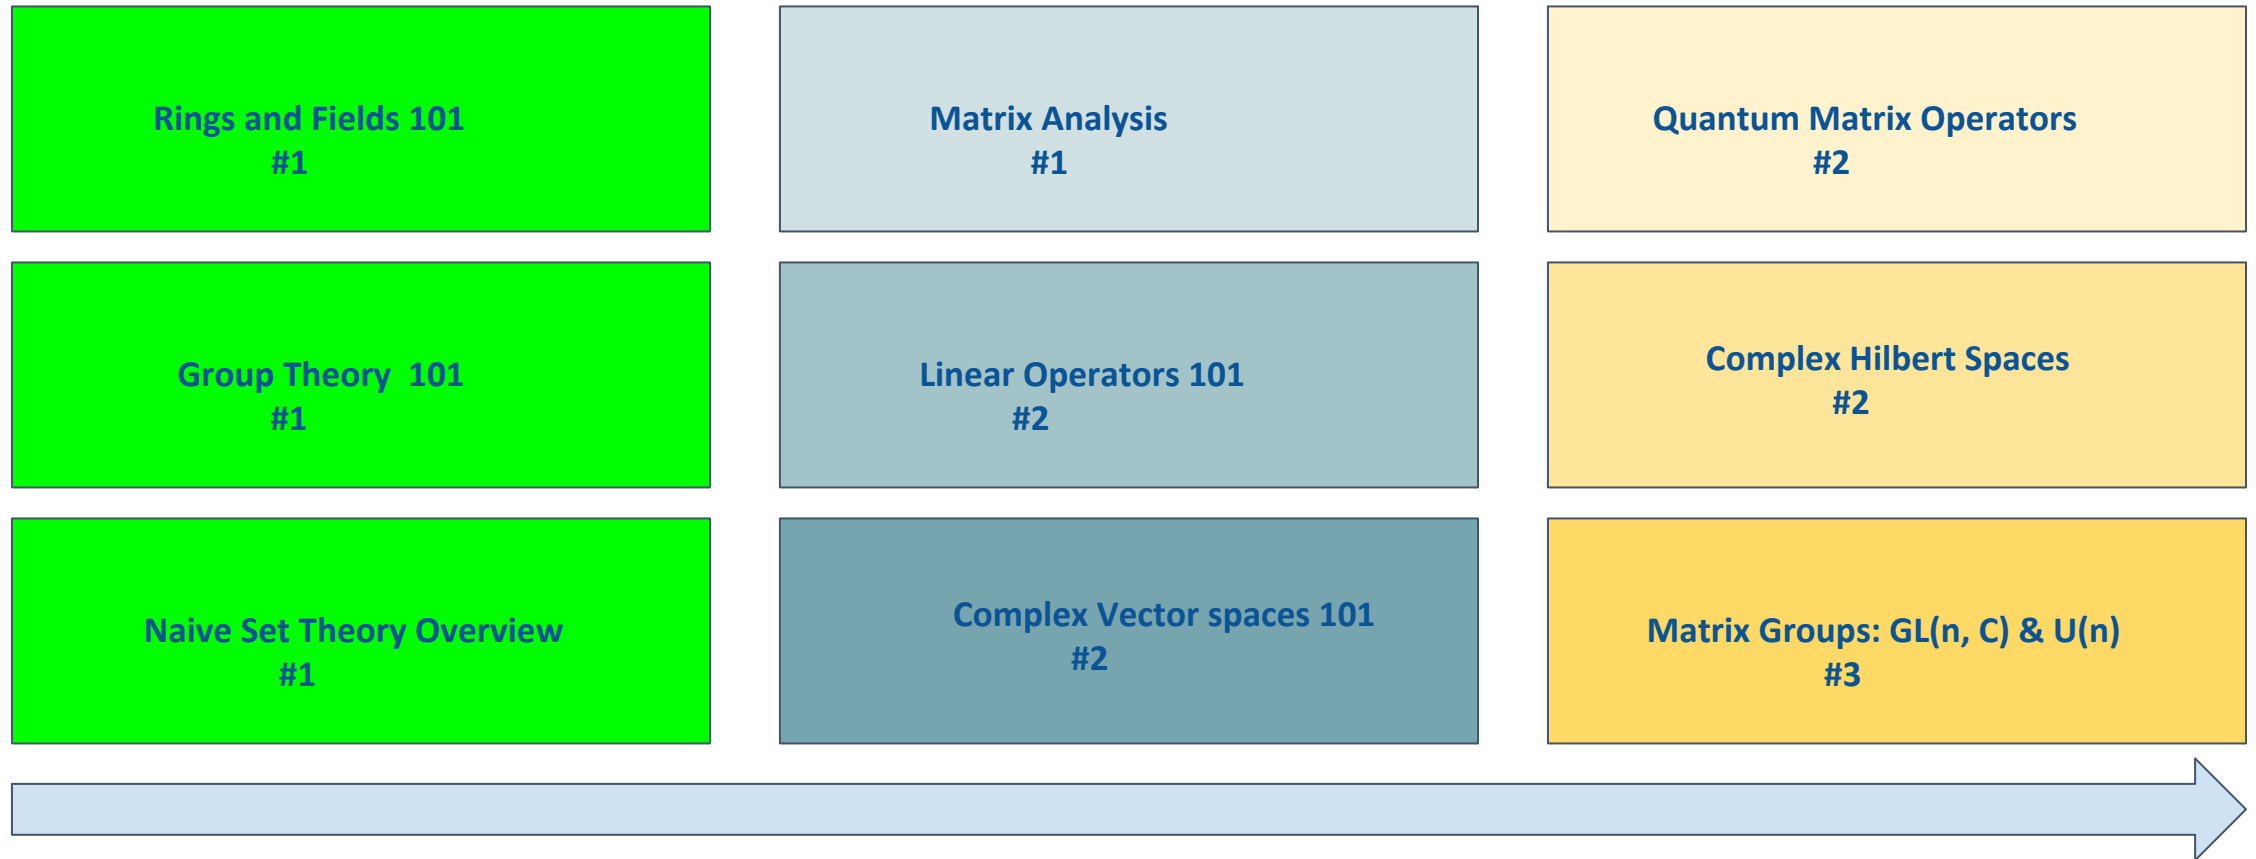 Rings and Fields 101
#1
Matrix Analysis
#1
Quantum Matrix Operators
#2
Group Theory  101
#1
Linear Operators 101
#2
Complex Hilbert Spaces
#2
Naive Set Theory Overview
#1
Complex Vector spaces 101
#2
Matrix Groups: GL(n, C) & U(n)
#3